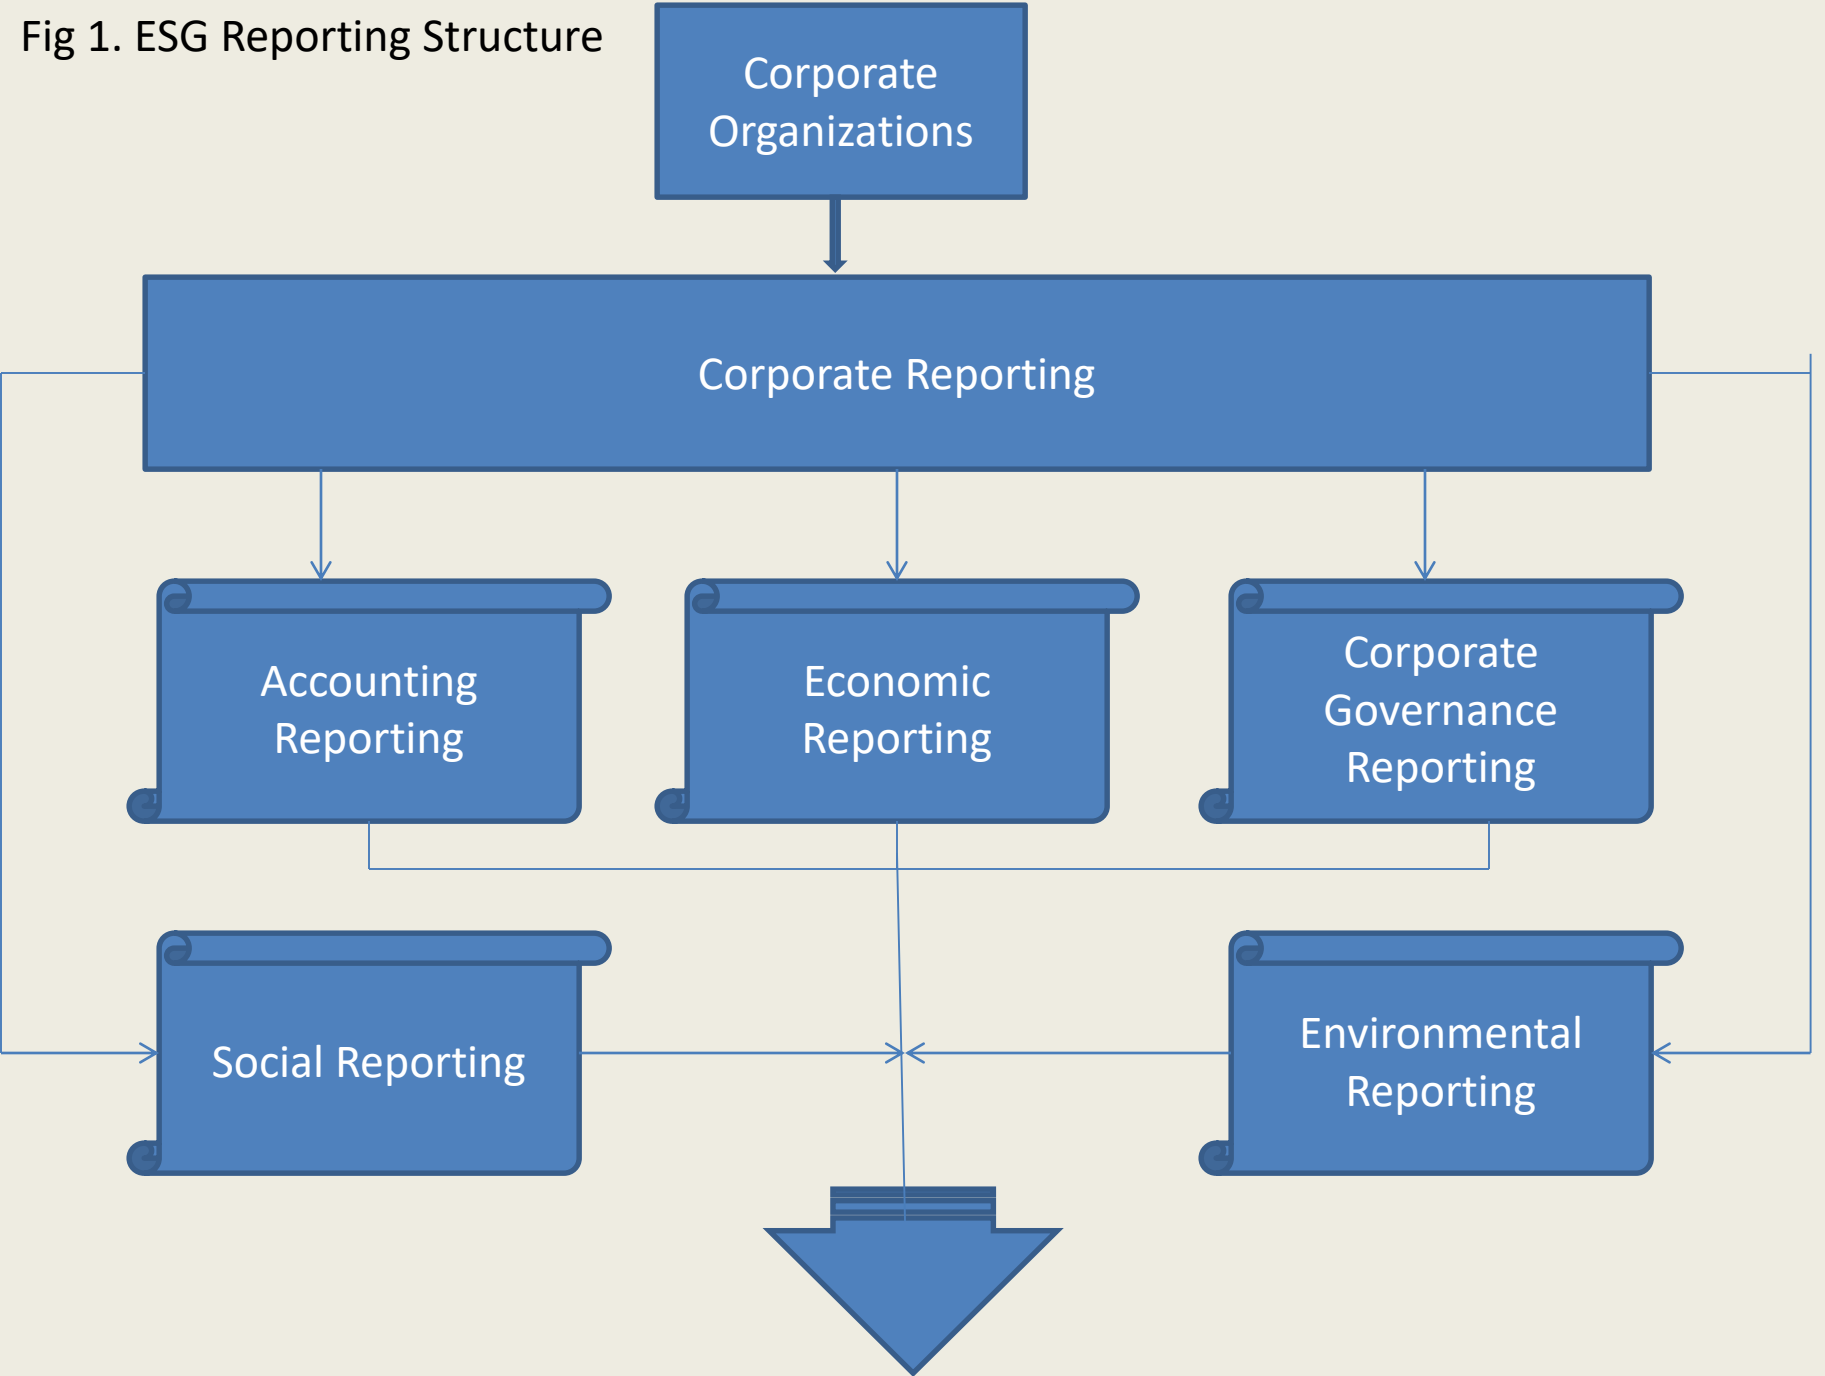 Fig 1. ESG Reporting Structure
Corporate
Organizations
Corporate Reporting
Accounting
Reporting
Economic
Reporting
Corporate
Governance
Reporting
Social Reporting
Environmental
Reporting